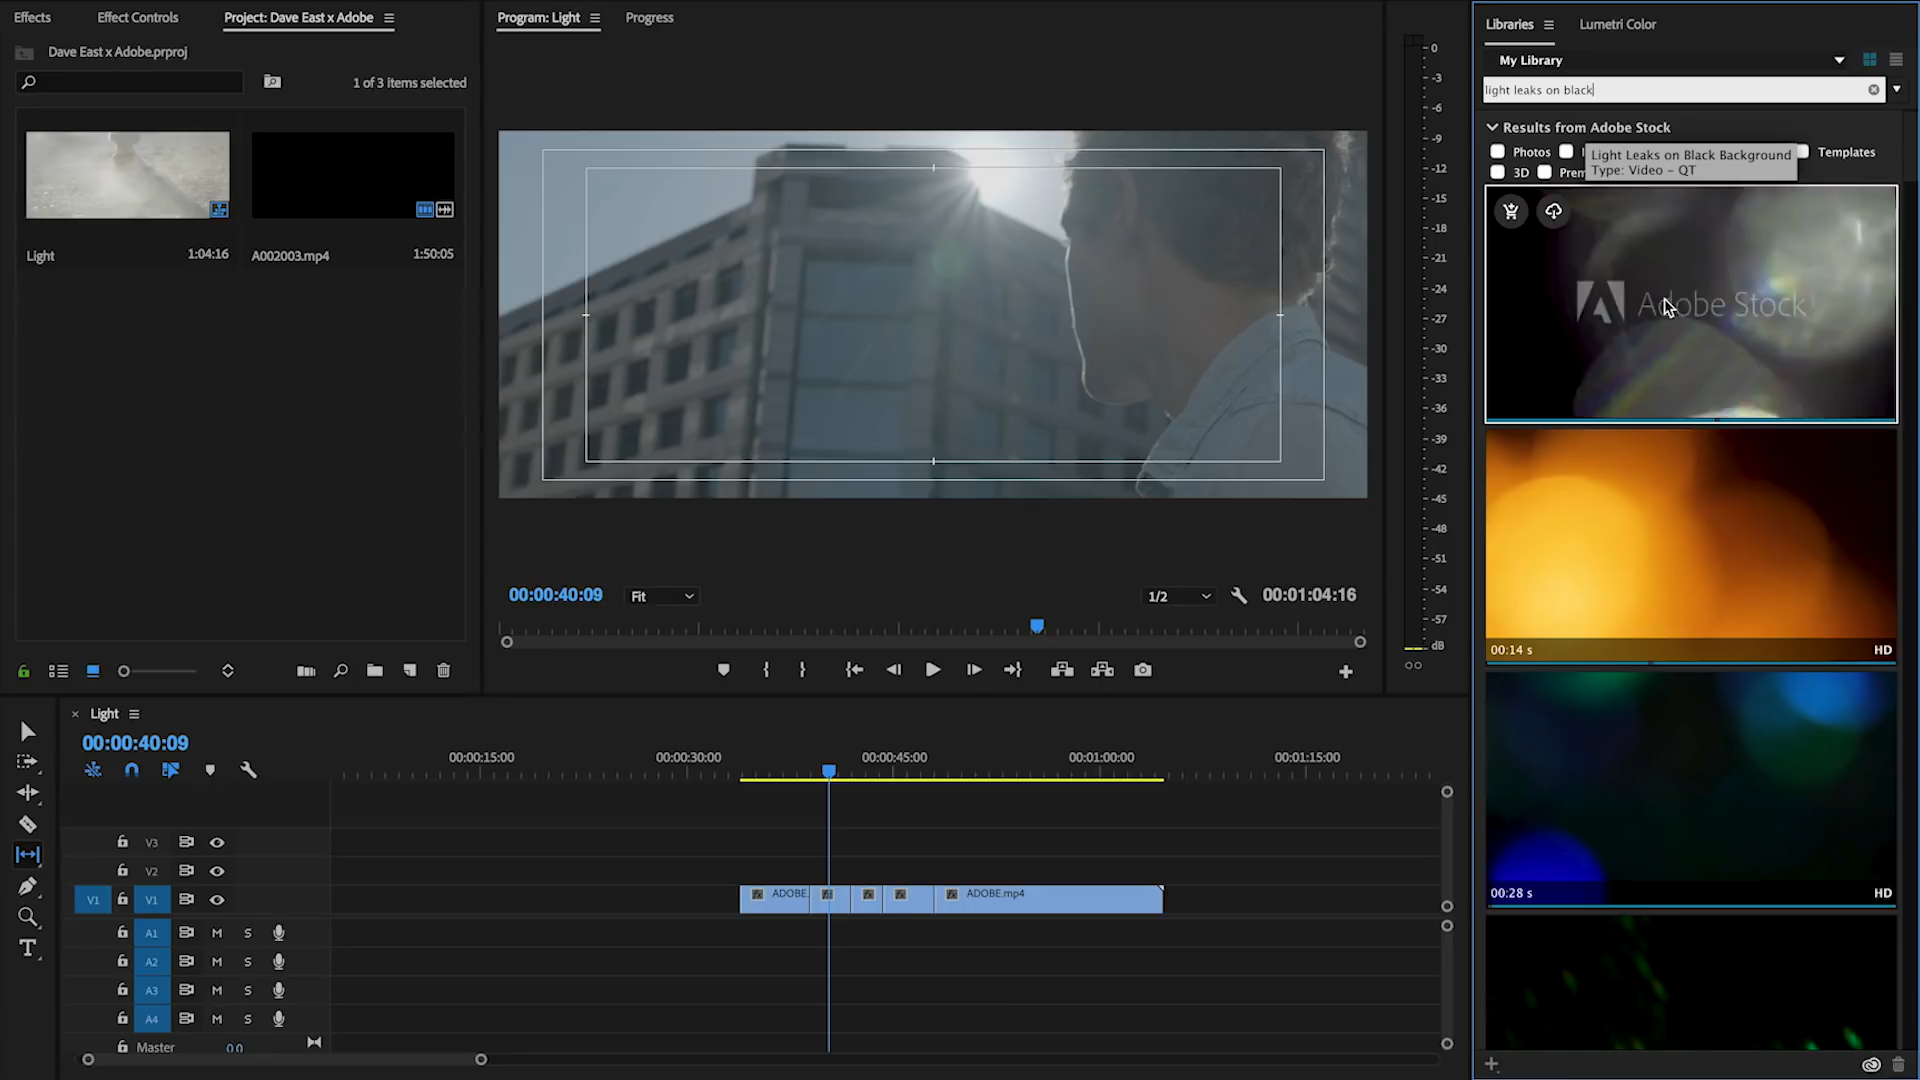 Effects
Effect Controls
Project: Dave East x Adobe
Dave East x Adobe.prproj
1 of 3 items selected
Light
1:04:16
A002003.mp4
1:50:05
Program: Light
Progress
00:00:40:09
Fit
1/2
00:01:04:16
0
-3
-6
-9
-12
-15
-18
-21
-24
-27
-30
-33
-36
-39
-42
-45
-48
-51
-54
-57
dB
Libraries
Lumetri Color
My Library
light leaks on black
Results from Adobe Stock
Photos
Templates
3D
Light Leaks on Black Background
Type: Video - QT
Adobe Stock
00:14 s
HD
00:28 s
HD
Light
00:00:40:09
00:00:15:00
00:00:30:00
00:00:45:00
00:01:00:00
00:01:15:00
V3
V2
V1
V1
ADOBE.
fx
fx
fx
fx
fx
ADOBE.mp4
A1
M
S
A2
M
S
A3
M
S
A4
M
S
Master
0.0